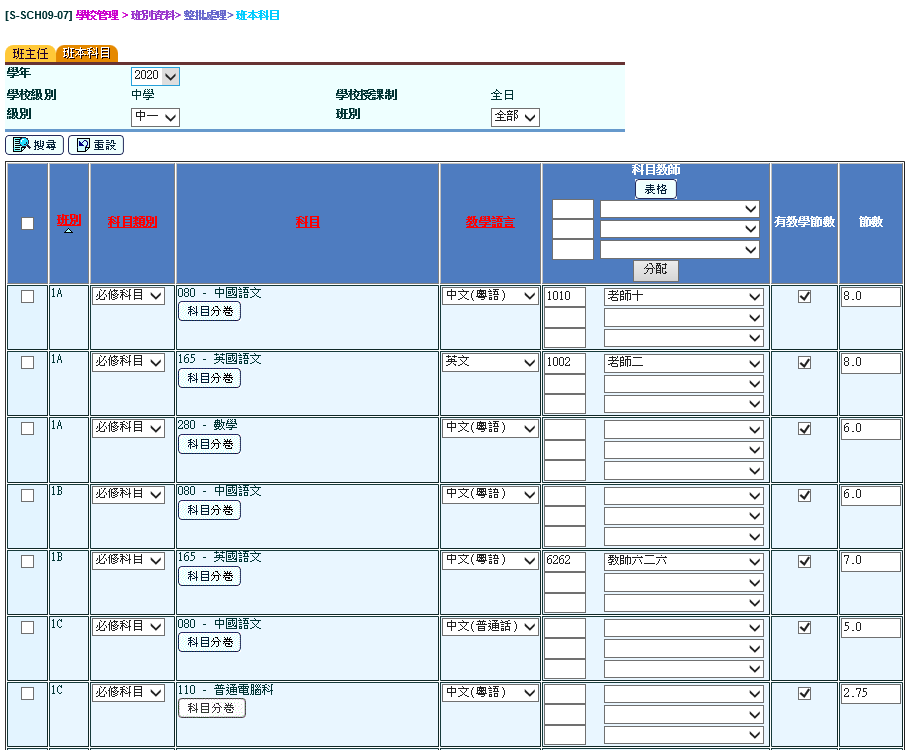 [S-SCH09-07] 學校管理 > 班別資料> 整批處理> 班本科目
班主任 班本科目
學年 2020
學校級別 中學 學校授課制 全日
級別 中一 班別 全部
搜尋 重設
班別 科目類別 科目 教學語言 科目教師 有教學節數 節數
表格
分配
1A 必修科目 080 - 中國語文 中文(粵語) 1010 老師十 8.0
科目分卷
1A 必修科目 165 - 英國語文 英文 1002 老師二 8.0
科目分卷
1A 必修科目 280 - 數學 中文(粵語) 6.0
科目分卷
1B 必修科目 080 - 中國語文 中文(粵語) 6.0
科目分卷
1B 必修科目 165 - 英國語文 中文(粵語) 6262 教師六二六 7.0
科目分卷
1C 必修科目 080 - 中國語文 中文(普通話) 5.0
科目分卷
1C 必修科目 110 - 普通電腦科 中文(粵語) 2.75
科目分卷